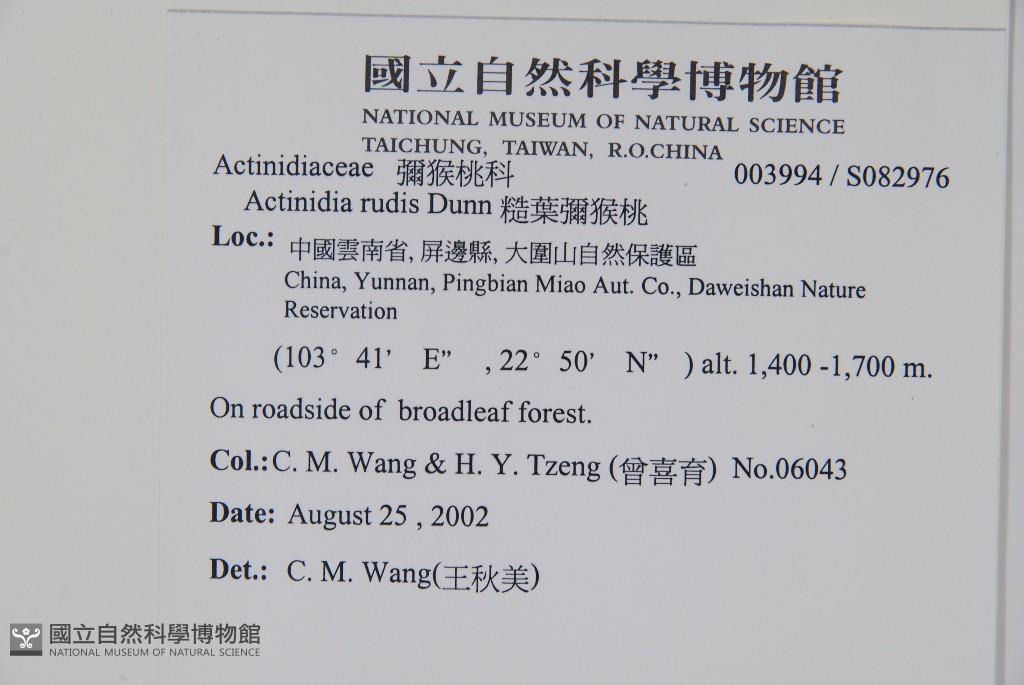 國立自然科學博物館
NATIONAL MUSEUM OF NATURAL SCIENCE
TAICHUNG, TAIWAN, R.O.CHINA
Actinidiaceae 彌猴桃科 003994 / S082976
Actinidia rudis Dunn 糙葉彌猴桃
Loc.: 中國雲南省, 屏邊縣, 大圍山自然保護區
China, Yunnan, Pingbian Miao Aut. Co., Daweishan Nature
Reservation
(103° 41' E” , 22° 50' N” ) alt. 1,400 -1,700 m.
On roadside of broadleaf forest.
Col.: C. M. Wang & H. Y. Tzeng (曾喜育) No.06043
Date: August 25 , 2002
Det.: C. M. Wang(王秋美)
國立自然科學博物館
NATIONAL MUSEUM OF NATURAL SCIENCE